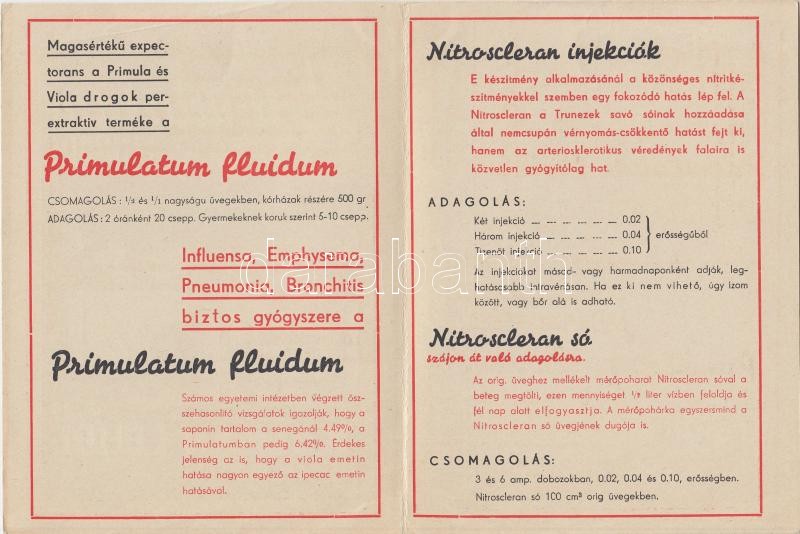 Magasértékű expec-
torans a Primula és
Viola drogok per-
extraktiv terméke a
Primulatum fluidum
CSOMAGOLÁS: 1/2 és 1/1 nagyságu üvegekben, kórházak részére 500 gr
ADAGOLÁS: 2 óránként 20 csepp. Gyermekeknek koruk szerint 5-10 csepp.
Influensa, Emphysema,
Pneumonia, Bronchitis
biztos gyógyszere a
Primulatum fluidum
Számos egyetemi intézetben végzett ösz-
szehasonlitó vizsgálatok igazolják, hogy a
saponin tartalom a senegánál 4.49%, a
Primulatumban pedig 6.42%. Érdekes
jelenség az is, hogy a viola emetin
hatása nagyon egyező az ipecac emetin
hatásával.
Nitroscleran injekciók
E készítmény alkalmazásánál a közönséges nitritké-
szítményekkel szemben egy fokozódó hatás lép fel. A
Nitroscleran a Trunezek savó sóinak hozzáadása
által nemcsupán vérnyomás-csökkentő hatást fejt ki,
hanem az arteriosklerotikus véredények falaira is
közvetlen gyógyítólag hat.
ADAGOLÁS:
Két injekció — — — — — — 0.02
Három injekció — — — — — 0.04 erősségűből
Tizenöt injekció — — — — — 0.10
Az injekciókat másod- vagy harmadnaponként adják, leg-
hatásosabb intravénásan. Ha ez ki nem vihető, úgy izom
között, vagy bőr alá is adható.
Nitroscleran só
szájon át való adagolásra.
Az orig. üveghez mellékelt mérőpoharat Nitroscleran sóval a
beteg megtölti, ezen mennyiséget 1/2 liter vízben feloldja és
fél nap alatt elfogyasztja. A mérőpohárka egyszersmind a
Nitroscleran só üvegjének dugója is.
CSOMAGOLÁS:
3 és 6 amp. dobozokban, 0.02, 0.04 és 0.10, erősségben.
Nitroscleran só 100 cm³ orig üvegekben.
darabanth